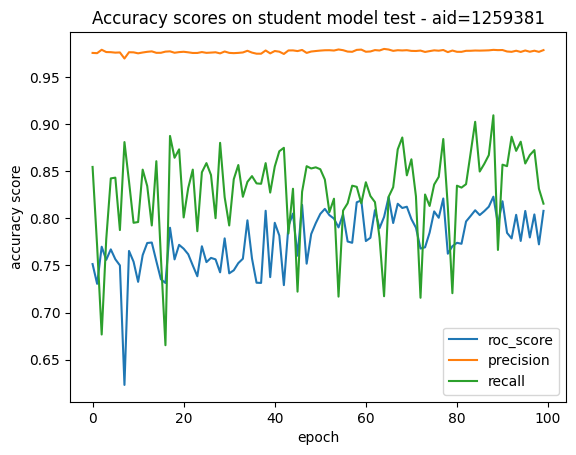 Accuracy scores on student model test - aid=1259381
accuracy score
0.95
0.90
0.85
0.80
0.75
0.70
0.65
0
20
40
60
80
100
epoch
roc_score
precision
recall